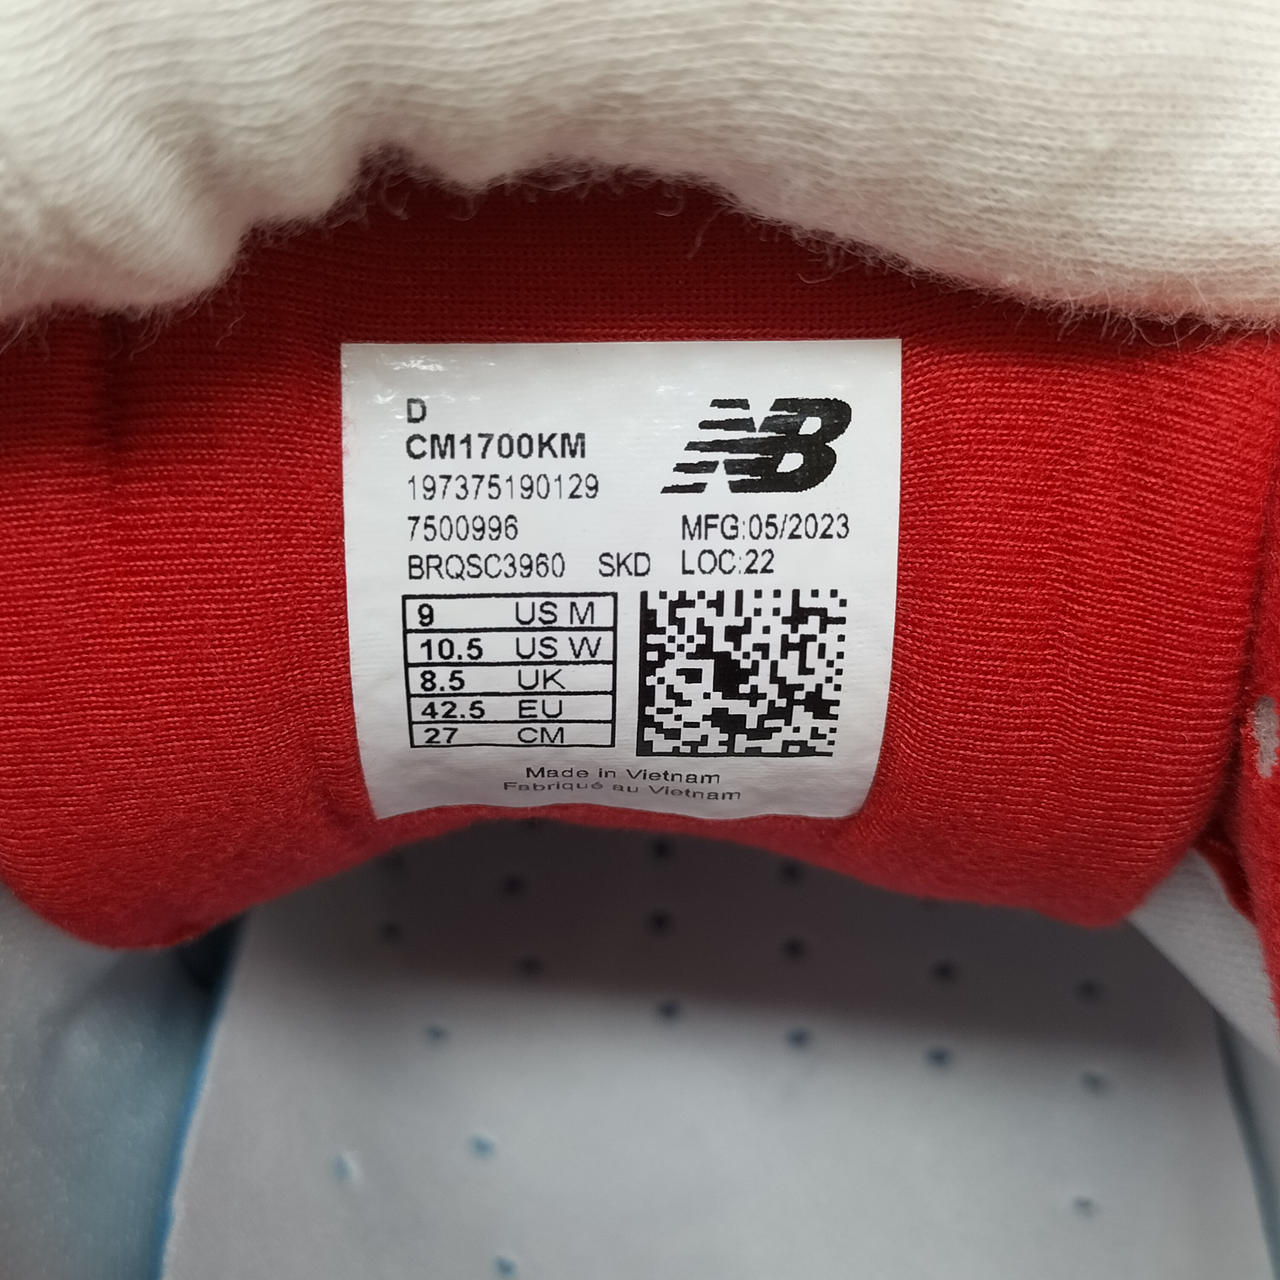 D
CM1700KM
197375190129
7500996 MFG:05/2023
BRQSC3960 SKD LOC:22
9 US M
10.5 US W
8.5 UK
42.5 EU
27 CM
Made in Vietnam
Fabriqué au Vietnam
NB